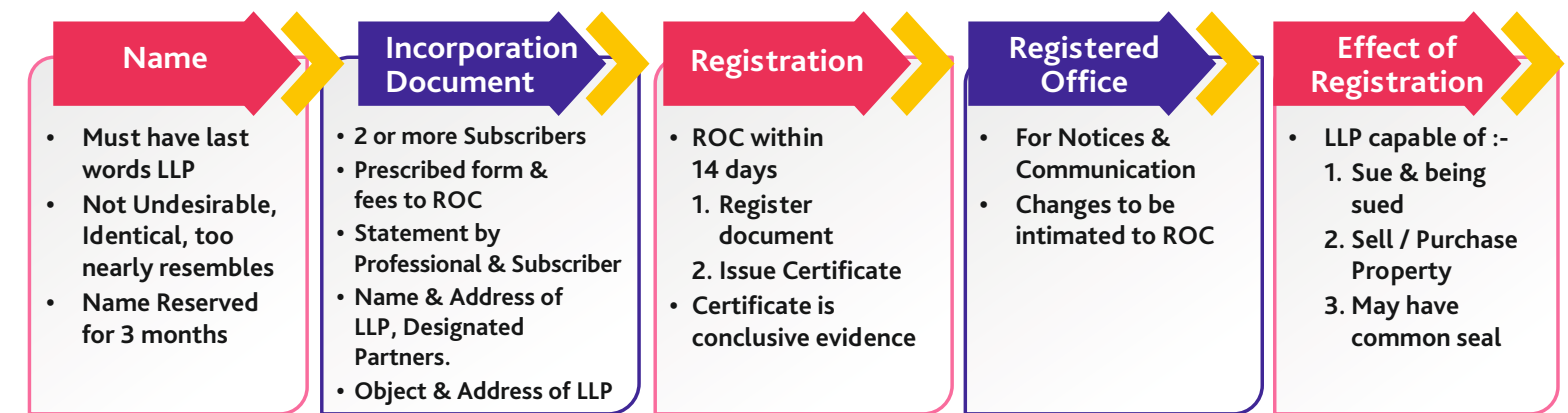 Name
• Must have last
words LLP
• Not Undesirable,
Identical, too
nearly resembles
• Name Reserved
for 3 months
Incorporation
Document
• 2 or more Subscribers
• Prescribed form &
fees to ROC
• Statement by
Professional & Subscriber
• Name & Address of
LLP, Designated
Partners.
• Object & Address of LLP
Registration
• ROC within
14 days
1. Register
document
2. Issue Certificate
• Certificate is
conclusive evidence
Registered
Office
• For Notices &
Communication
• Changes to be
intimated to ROC
Effect of
Registration
• LLP capable of :-
1. Sue & being
sued
2. Sell / Purchase
Property
3. May have
common seal